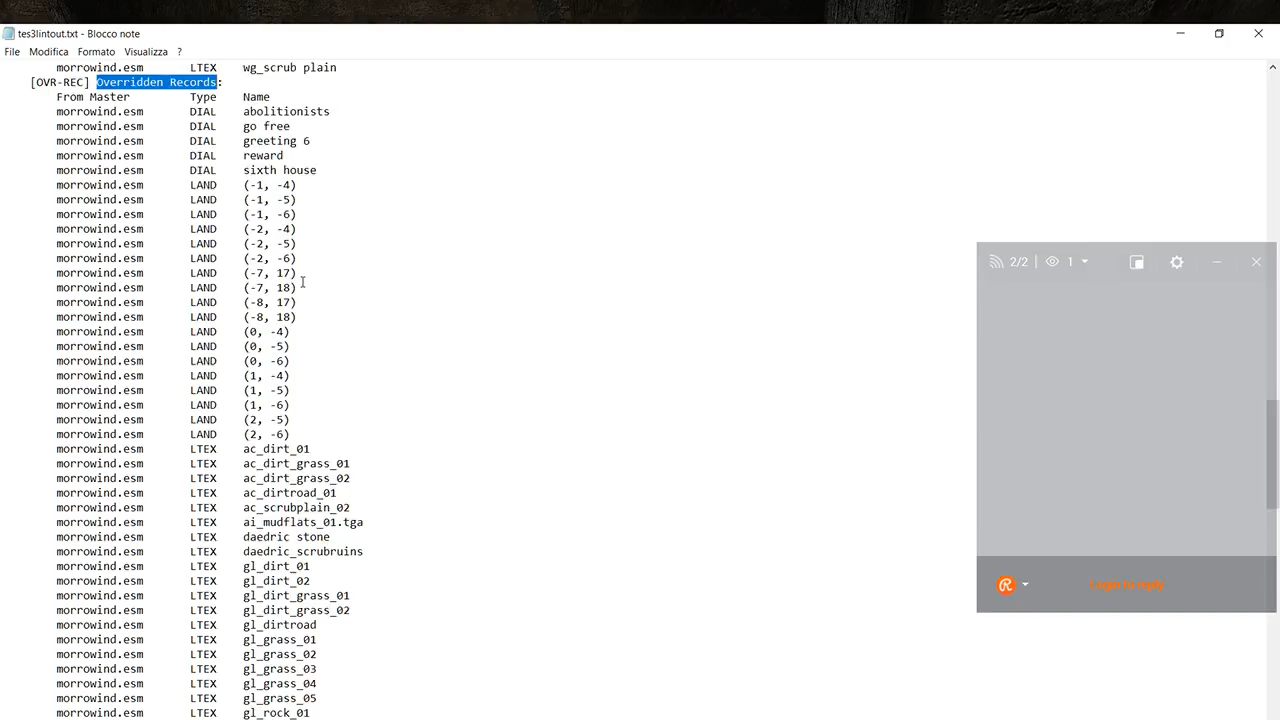 tes3lintout.txt - Blocco note
File Modifica Formato Visualizza ?
morrowind.esm LTEX wg_scrub plain
[OVR-REC] Overridden Records:
From Master Type Name
morrowind.esm DIAL abolitionists
morrowind.esm DIAL go free
morrowind.esm DIAL greeting 6
morrowind.esm DIAL reward
morrowind.esm DIAL sixth house
morrowind.esm LAND (-1, -4)
morrowind.esm LAND (-1, -5)
morrowind.esm LAND (-1, -6)
morrowind.esm LAND (-2, -4)
morrowind.esm LAND (-2, -5)
morrowind.esm LAND (-2, -6)
morrowind.esm LAND (-7, 17)
morrowind.esm LAND (-7, 18)
morrowind.esm LAND (-8, 17)
morrowind.esm LAND (-8, 18)
morrowind.esm LAND (0, -4)
morrowind.esm LAND (0, -5)
morrowind.esm LAND (0, -6)
morrowind.esm LAND (1, -4)
morrowind.esm LAND (1, -5)
morrowind.esm LAND (1, -6)
morrowind.esm LAND (2, -5)
morrowind.esm LAND (2, -6)
morrowind.esm LTEX ac_dirt_01
morrowind.esm LTEX ac_dirt_grass_01
morrowind.esm LTEX ac_dirt_grass_02
morrowind.esm LTEX ac_dirtroad_01
morrowind.esm LTEX ac_scrubplain_02
morrowind.esm LTEX ai_mudflats_01.tga
morrowind.esm LTEX daedric stone
morrowind.esm LTEX daedric_scrubruins
morrowind.esm LTEX gl_dirt_01
morrowind.esm LTEX gl_dirt_02
morrowind.esm LTEX gl_dirt_grass_01
morrowind.esm LTEX gl_dirt_grass_02
morrowind.esm LTEX gl_dirtroad
morrowind.esm LTEX gl_grass_01
morrowind.esm LTEX gl_grass_02
morrowind.esm LTEX gl_grass_03
morrowind.esm LTEX gl_grass_04
morrowind.esm LTEX gl_grass_05
morrowind.esm LTEX gl_rock_01
2/2 1
Login to reply